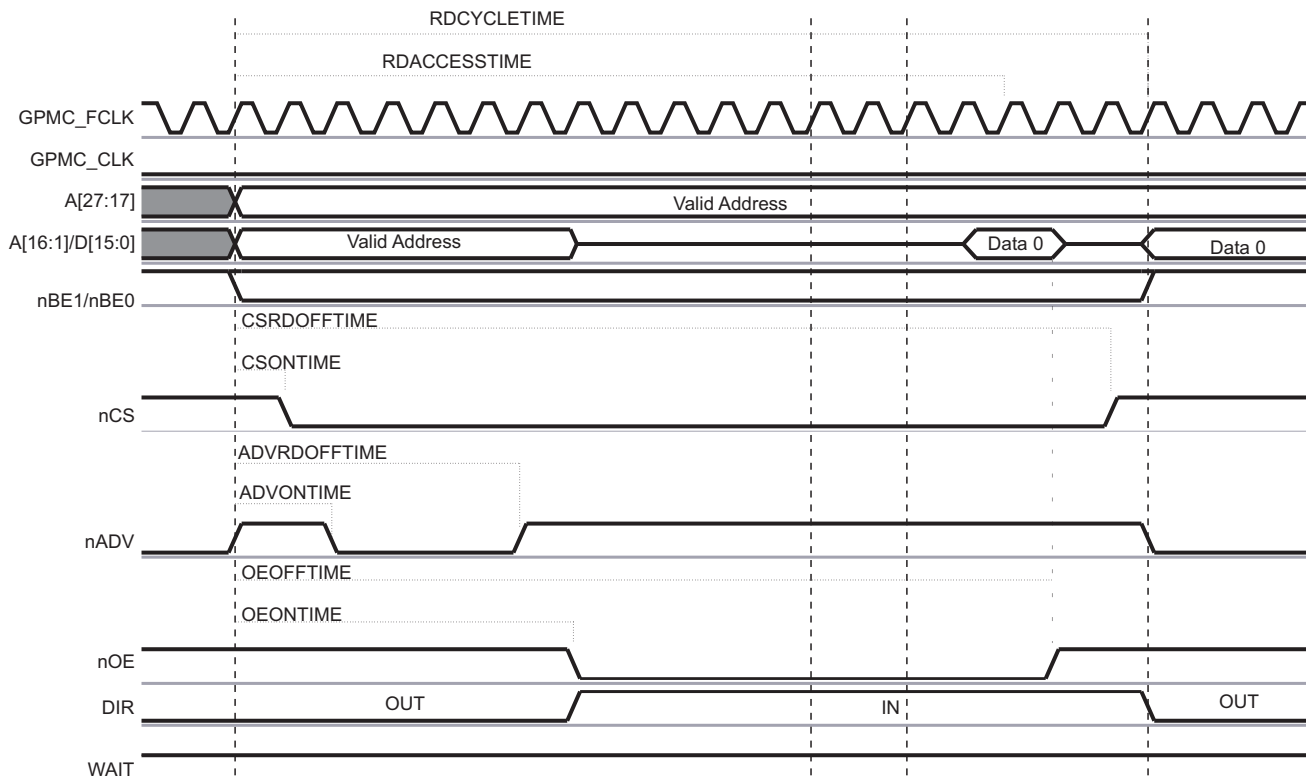 RDCYCLETIME
RDACCESSTIME
GPMC_FCLK
GPMC_CLK
A[27:17]
Valid Address
A[16:1]/D[15:0]
Valid Address
Data 0
Data 0
nBE1/nBE0
CSRDOFFTIME
CSONTIME
nCS
ADVRDOFFTIME
ADVONTIME
nADV
OEOFFTIME
OEONTIME
nOE
DIR
OUT
IN
OUT
WAIT